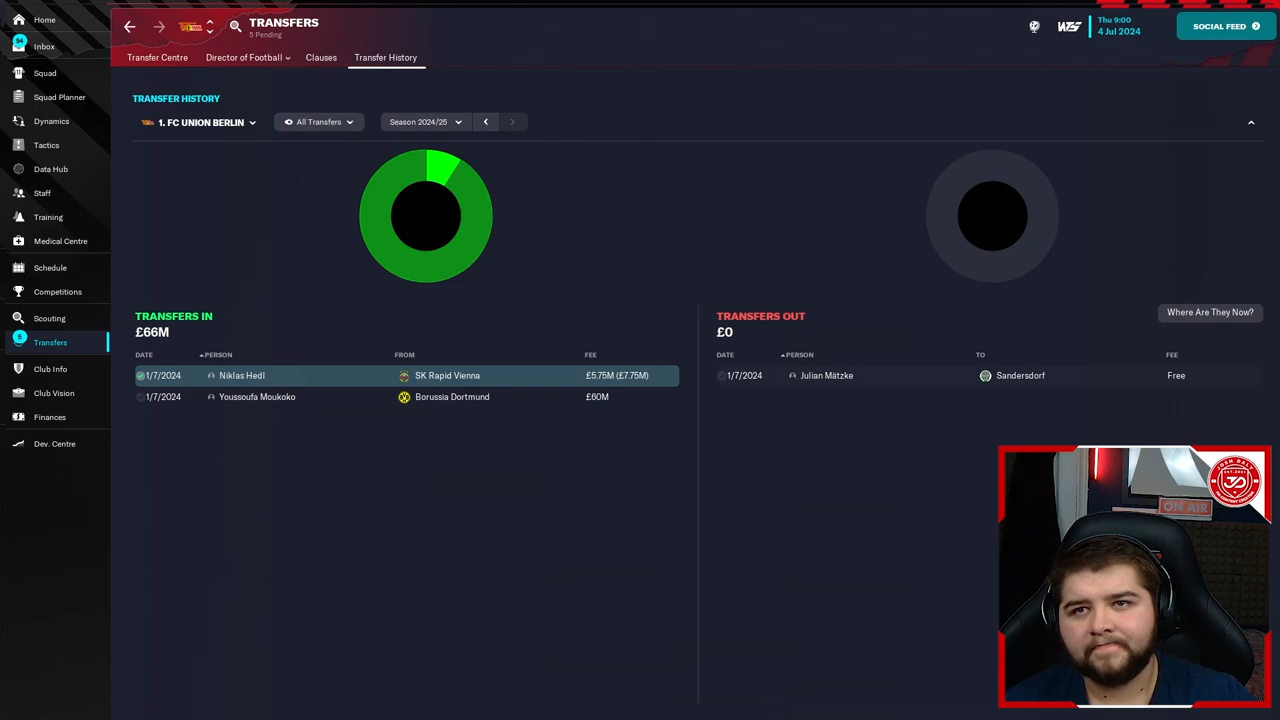 Home
94
Inbox
Squad
Squad Planner
Dynamics
Tactics
Data Hub
Staff
Training
Medical Centre
Schedule
Competitions
Scouting
5
Transfers
Club Info
Club Vision
Finances
Dev. Centre
TRANSFERS
5 Pending
Thu 9:00
4 Jul 2024
SOCIAL FEED
Transfer Centre
Director of Football
Clauses
Transfer History
TRANSFER HISTORY
1. FC UNION BERLIN
All Transfers
Season 2024/25
TRANSFERS IN
£66M
DATE PERSON FROM FEE
1/7/2024 Niklas Hedl SK Rapid Vienna £5.75M (£7.75M)
1/7/2024 Youssoufa Moukoko Borussia Dortmund £60M
TRANSFERS OUT
£0
Where Are They Now?
DATE PERSON TO FEE
1/7/2024 Julian Mätzke Sandersdorf Free
JOSH DALY
JD
ON AIR